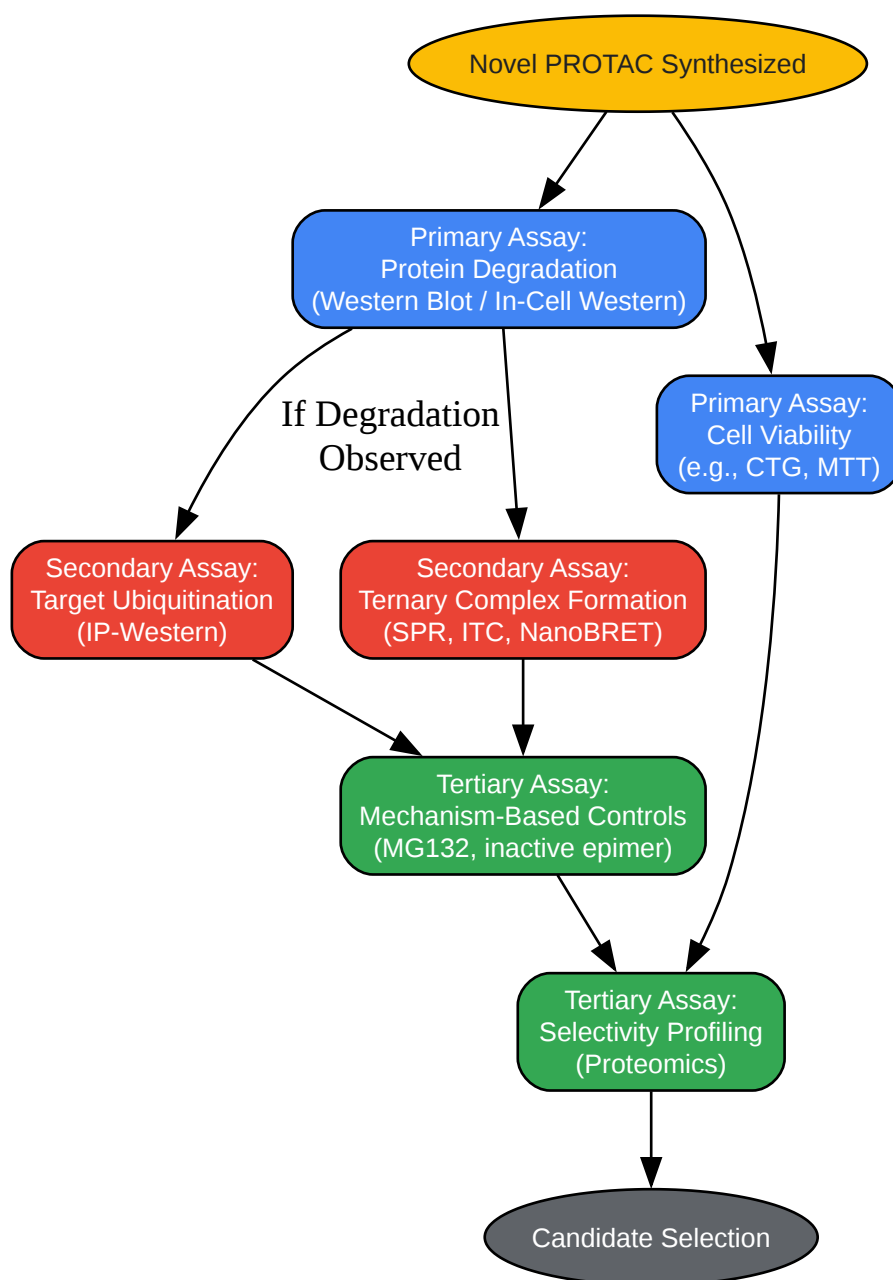 Novel PROTAC Synthesized
Primary Assay:
Protein Degradation
(Western Blot / In-Cell Western)
Primary Assay:
Cell Viability
(e.g., CTG, MTT)
If Degradation
Observed
Secondary Assay:
Target Ubiquitination
(IP-Western)
Secondary Assay:
Ternary Complex Formation
(SPR, ITC, NanoBRET)
Tertiary Assay:
Mechanism-Based Controls
(MG132, inactive epimer)
Tertiary Assay:
Selectivity Profiling
(Proteomics)
Candidate Selection